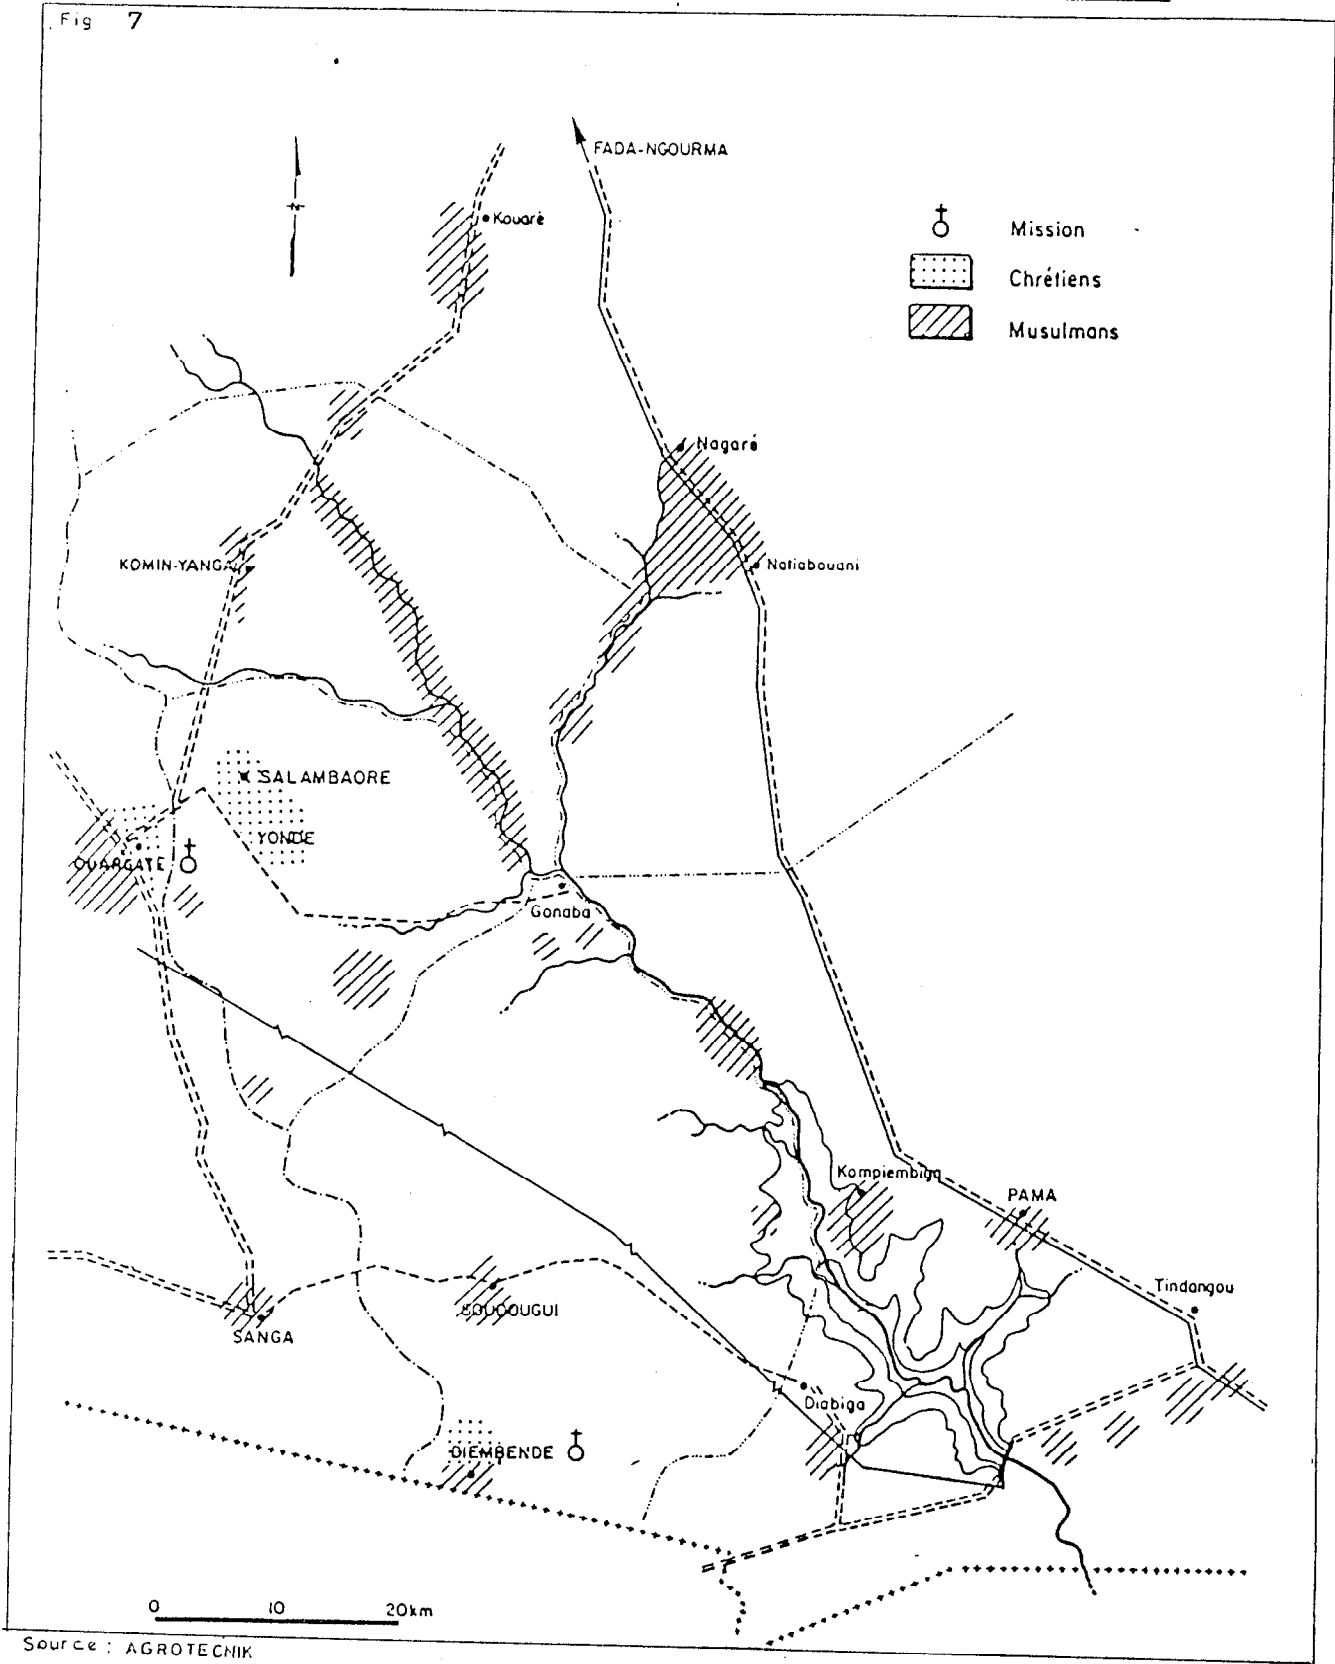 Fig 7
FADA-NGOURMA
N
Kouaré
Mission
Chrétiens
Musulmans
Nagaré
KOMIN-YANGA
Natiabouani
SALAMBAORE
YONDE
OUARGATE
Gonaba
Kompiembiga
PAMA
Tindangou
SOUDOUGUI
SANGA
Diabiga
DIEMBENDE
0 10 20km
Source : AGROTECNIK